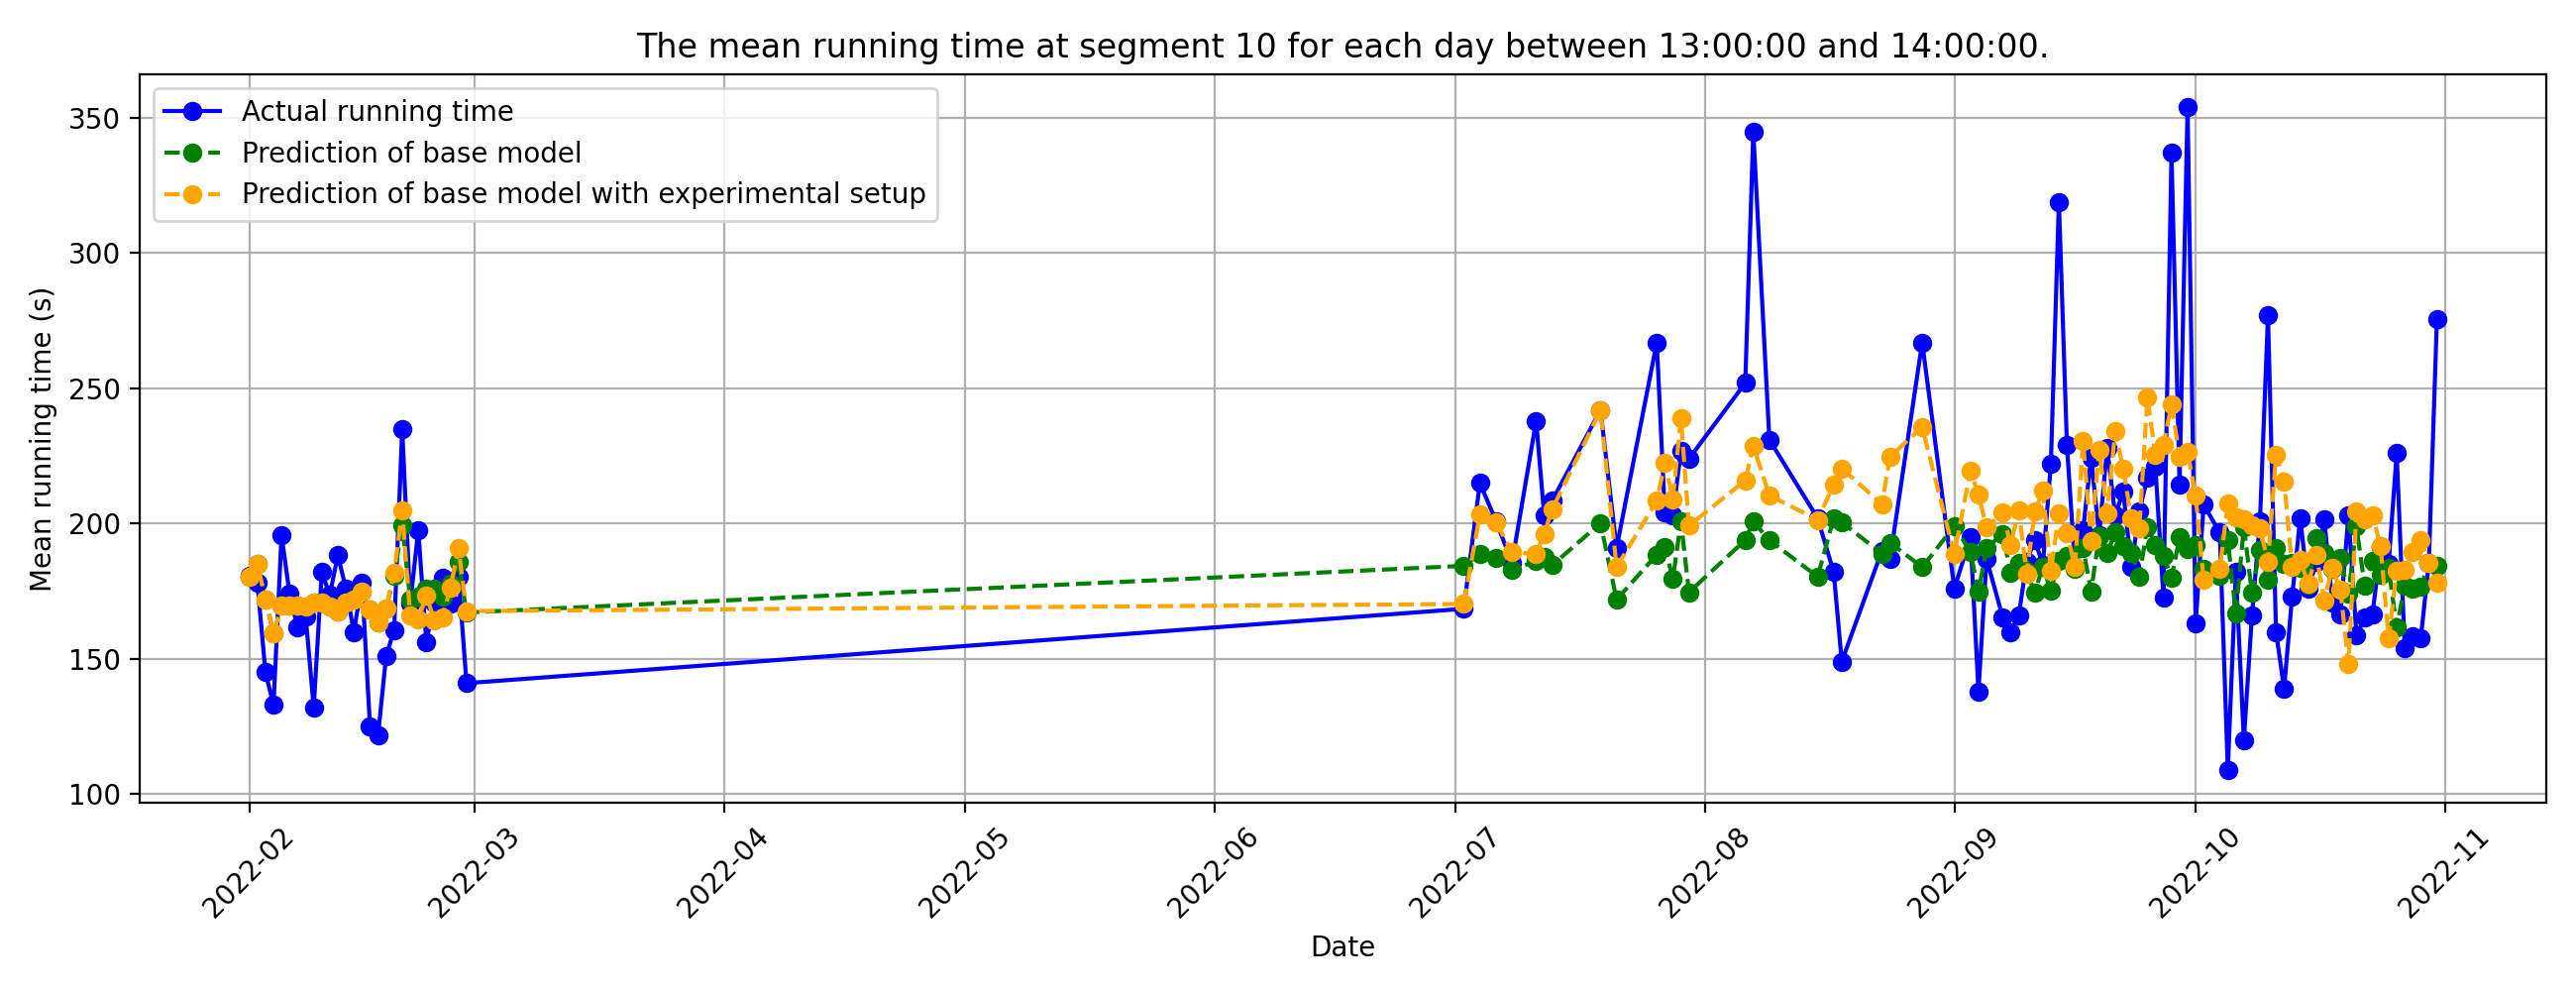 The mean running time at segment 10 for each day between 13:00:00 and 14:00:00.
Actual running time
Prediction of base model
Prediction of base model with experimental setup
Mean running time (s)
350
300
250
200
150
100
2022-02
2022-03
2022-04
2022-05
2022-06
2022-07
2022-08
2022-09
2022-10
2022-11
Date